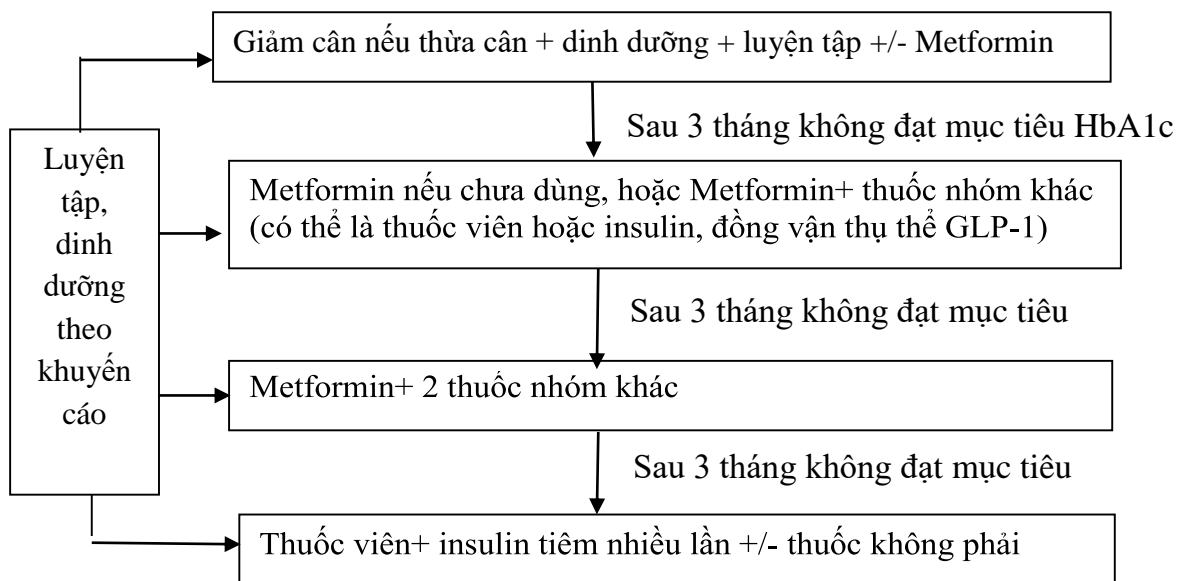 Giảm cân nếu thừa cân + dinh dưỡng + luyện tập +/- Metformin
Sau 3 tháng không đạt mục tiêu HbA1c
Luyện
tập,
dinh
dưỡng
theo
khuyến
cáo
Metformin nếu chưa dùng, hoặc Metformin+ thuốc nhóm khác
(có thể là thuốc viên hoặc insulin, đồng vận thụ thể GLP-1)
Sau 3 tháng không đạt mục tiêu
Metformin+ 2 thuốc nhóm khác
Sau 3 tháng không đạt mục tiêu
Thuốc viên+ insulin tiêm nhiều lần +/- thuốc không phải